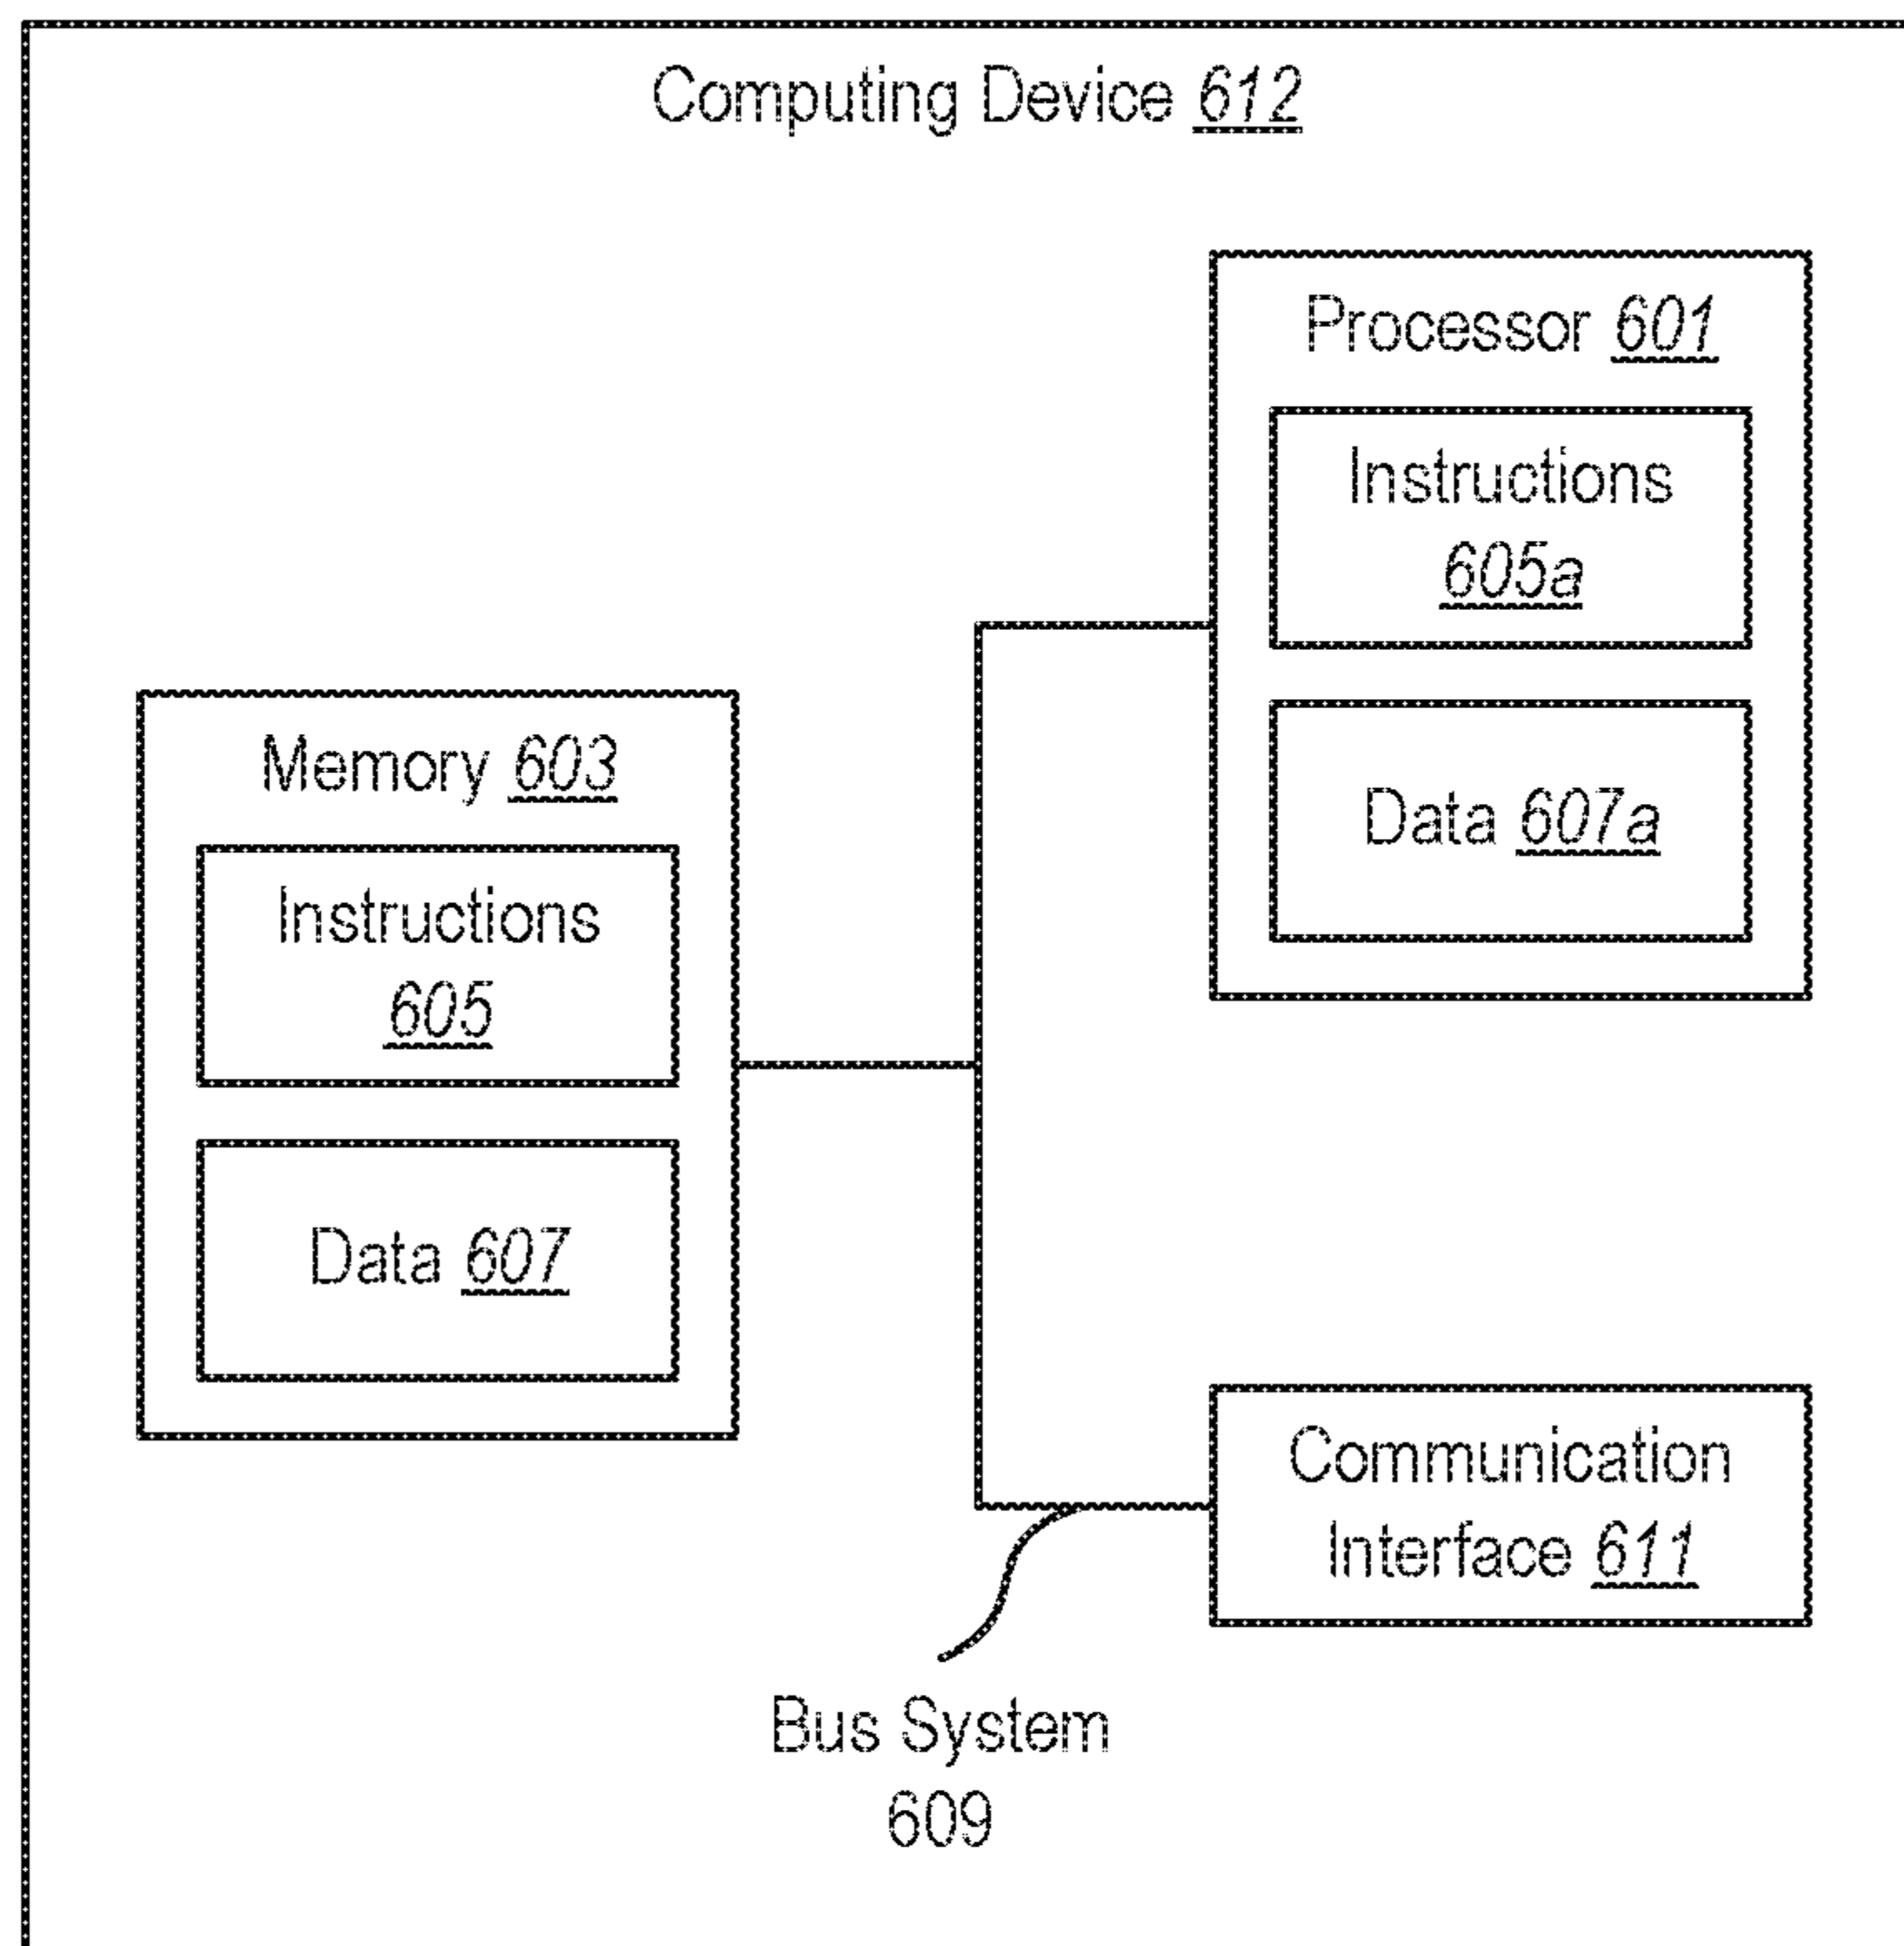 Computing Device 612
Processor 601
Instructions
605a
Data 607a
Memory 603
Instructions
605
Data 607
Communication
Interface 611
Bus System
609